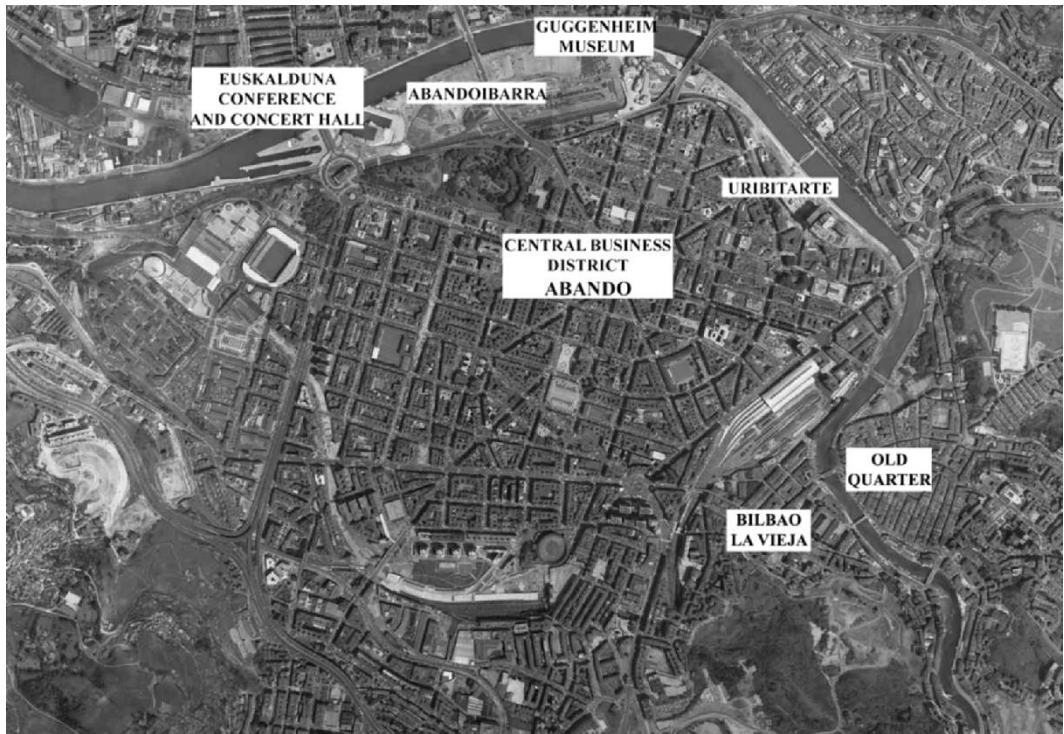 GUGGENHEIM
MUSEUM
EUSKALDUNA
CONFERENCE
AND CONCERT HALL
ABANDOIBARRA
URIBITARTE
CENTRAL BUSINESS
DISTRICT
ABANDO
OLD
QUARTER
BILBAO
LA VIEJA